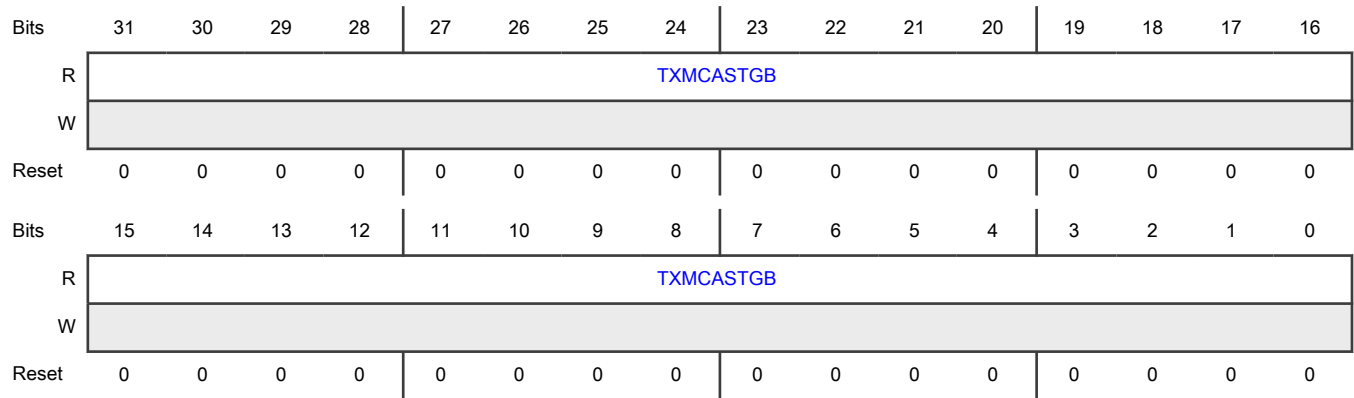 Bits 31 30 29 28 27 26 25 24 23 22 21 20 19 18 17 16
R TXMCASTGB
W
Reset 0 0 0 0 0 0 0 0 0 0 0 0 0 0 0 0
Bits 15 14 13 12 11 10 9 8 7 6 5 4 3 2 1 0
R TXMCASTGB
W
Reset 0 0 0 0 0 0 0 0 0 0 0 0 0 0 0 0